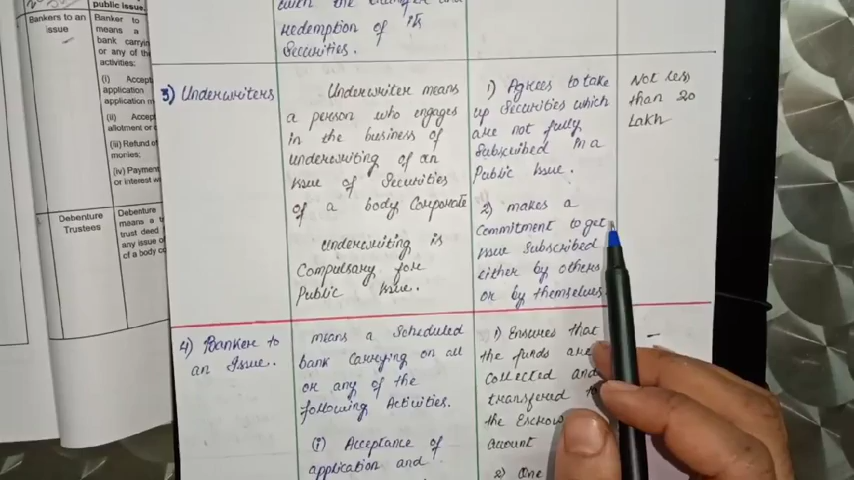 public issue.
Bankers to an
issue
Banker to
means a
bank carryin
or any of the
activities:
(i) Accept
application
application m
(ii) Accep
allotment or
(iii) Refund of
monies;
(iv) Payment
or interest w
Debenture
Trustees
Debenture
means a t
trust deed
any issue of
of a body co
redemption of its
Securities.
3) Underwriters
Underwriter means
a person who engages
in the business of
underwriting of an
issue of Securities
of a body Corporate
underwriting is
Compulsary for
Public issue.
1) Agrees to take
up Securities which
are not fully
Subscribed in a
Public issue.
2) makes a
commitment to get
issue subscribed
either by others
or by themselves.
Not less
than 20
Lakh
4) Banker to
an Issue.
means a Scheduled
bank Carrying on all
or any of the
following Activities.
(i) Acceptance of
application and
1) Ensures that
the funds are
Collected and
transferred to
the Escrow
account
2) One
-